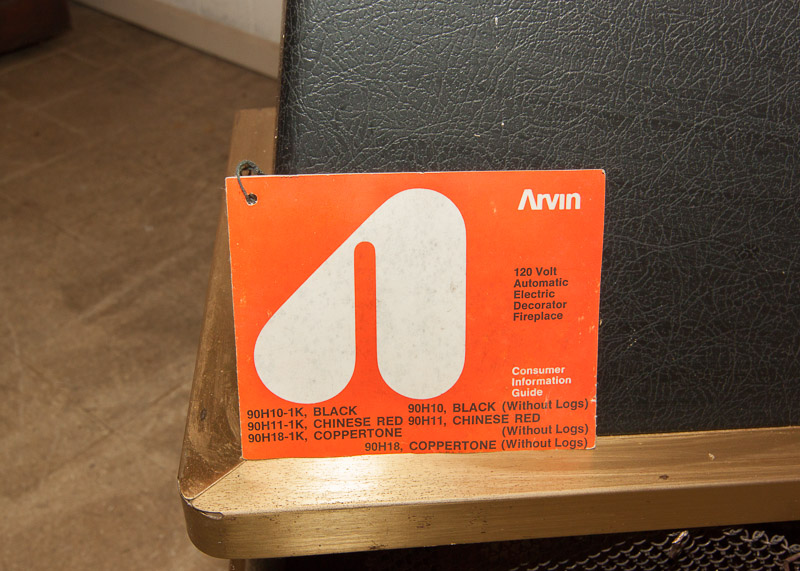 Arvin
120 Volt
Automatic
Electric
Decorator
Fireplace
Consumer
Information
Guide
90H10-1K, BLACK
90H11-1K, CHINESE RED
90H18-1K, COPPERTONE
90H10, BLACK (Without Logs)
90H11, CHINESE RED
(Without Logs)
90H18, COPPERTONE (Without Logs)